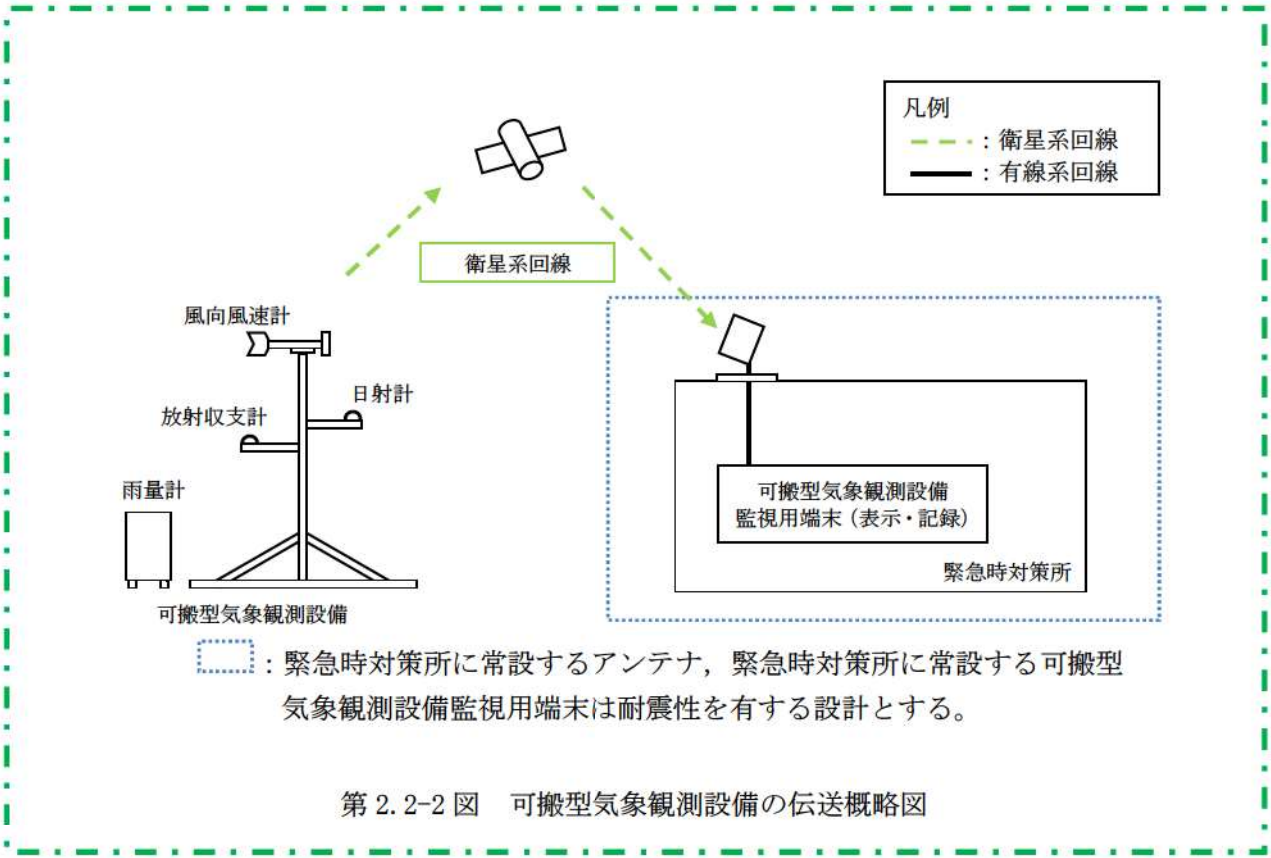 凡例
：衛星系回線
：有線系回線
衛星系回線
風向風速計
日射計
放射収支計
雨量計
可搬型気象観測設備
可搬型気象観測設備
監視用端末（表示・記録）
緊急時対策所
：緊急時対策所に常設するアンテナ，緊急時対策所に常設する可搬型
気象観測設備監視用端末は耐震性を有する設計とする。
第 2.2-2 図　可搬型気象観測設備の伝送概略図